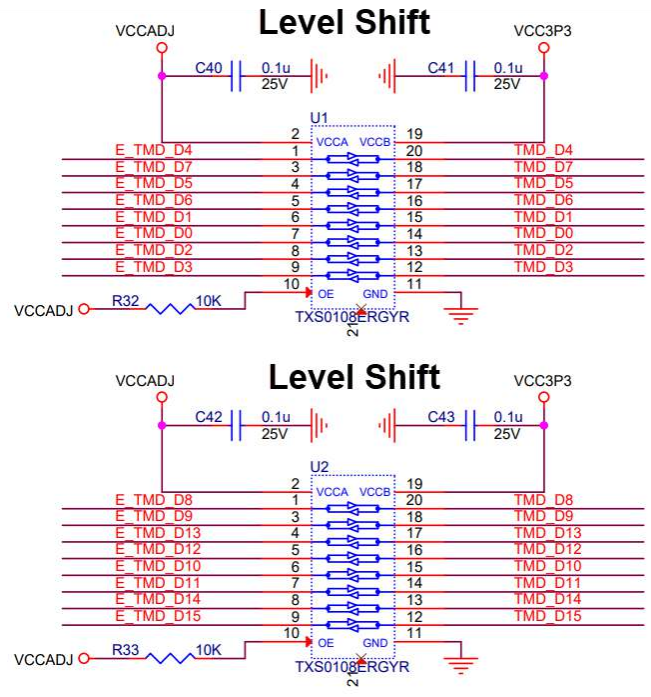 Level Shift
VCCADJ VCC3P3
C40 0.1u C41 0.1u
25V 25V
U1
2 VCCA VCCB 19
E_TMD_D4 1 20 TMD_D4
E_TMD_D7 3 18 TMD_D7
E_TMD_D5 4 17 TMD_D5
E_TMD_D6 5 16 TMD_D6
E_TMD_D1 6 15 TMD_D1
E_TMD_D0 7 14 TMD_D0
E_TMD_D2 8 13 TMD_D2
E_TMD_D3 9 12 TMD_D3
10 OE GND 11
VCCADJ R32 10K
TXS0108ERGYR
21
Level Shift
VCCADJ VCC3P3
C42 0.1u C43 0.1u
25V 25V
U2
2 VCCA VCCB 19
E_TMD_D8 1 20 TMD_D8
E_TMD_D9 3 18 TMD_D9
E_TMD_D13 4 17 TMD_D13
E_TMD_D12 5 16 TMD_D12
E_TMD_D10 6 15 TMD_D10
E_TMD_D11 7 14 TMD_D11
E_TMD_D14 8 13 TMD_D14
E_TMD_D15 9 12 TMD_D15
10 OE GND 11
VCCADJ R33 10K
TXS0108ERGYR
21